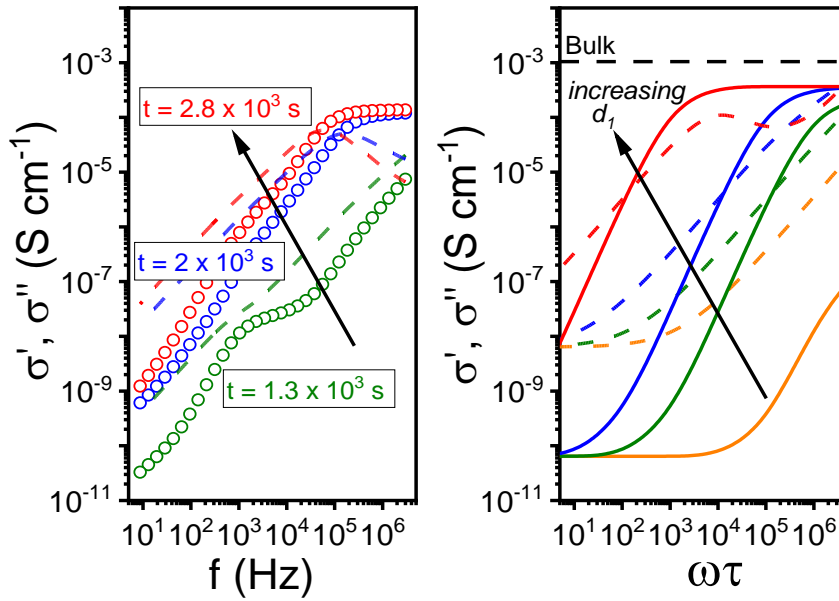 10⁻³
10⁻⁵
10⁻⁷
10⁻⁹
10⁻¹¹
σ', σ'' (S cm⁻¹)
t = 2.8 x 10³ s
t = 2 x 10³ s
t = 1.3 x 10³ s
10¹ 10² 10³ 10⁴ 10⁵ 10⁶
f (Hz)
10⁻³
10⁻⁵
10⁻⁷
10⁻⁹
10⁻¹¹
σ', σ'' (S cm⁻¹)
Bulk
increasing
d₁
10¹ 10² 10³ 10⁴ 10⁵ 10⁶
ωτ